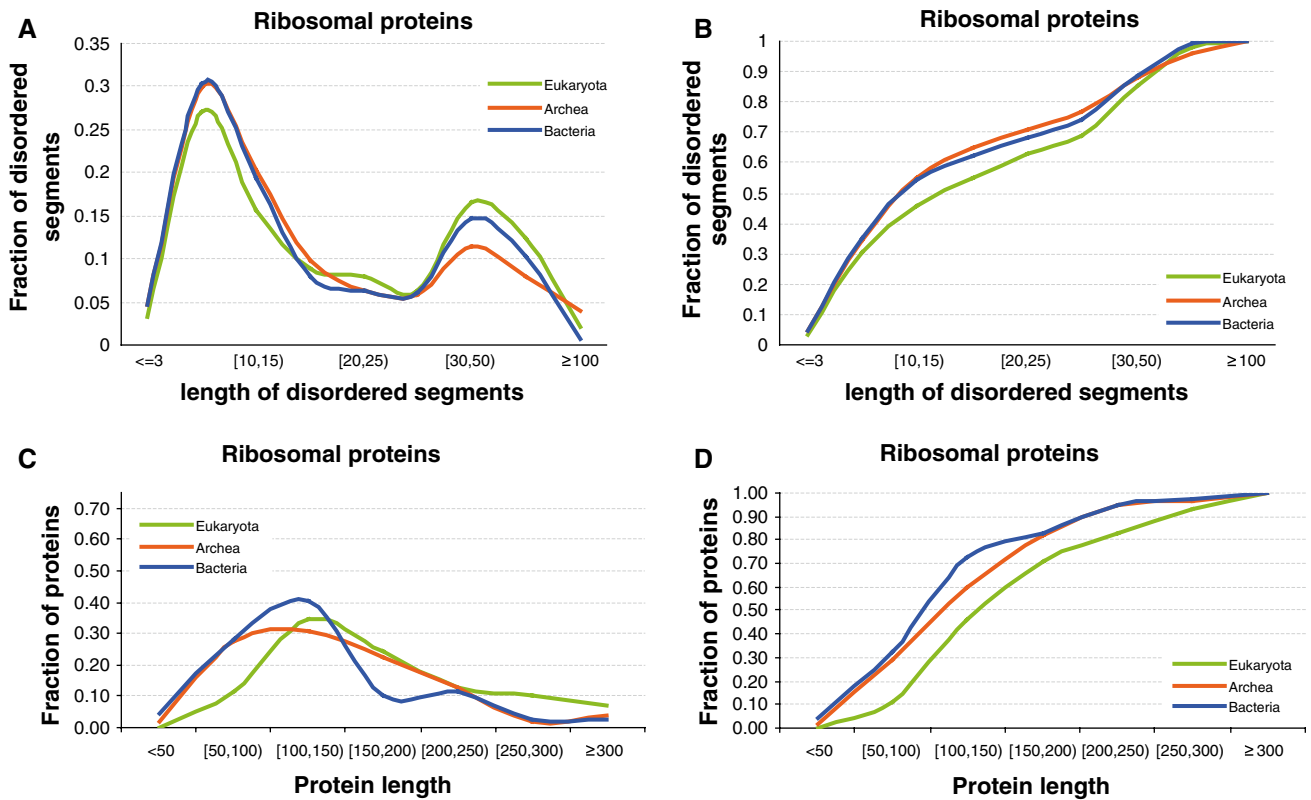 A
Ribosomal proteins
Fraction of disordered
segments
0.35
0.3
0.25
0.2
0.15
0.1
0.05
0
Eukaryota
Archea
Bacteria
<=3 [10,15) [20,25) [30,50) ≥100
length of disordered segments
B
Ribosomal proteins
Fraction of disordered
segments
1
0.9
0.8
0.7
0.6
0.5
0.4
0.3
0.2
0.1
0
Eukaryota
Archea
Bacteria
<=3 [10,15) [20,25) [30,50) ≥100
length of disordered segments
C
Ribosomal proteins
Fraction of proteins
0.70
0.60
0.50
0.40
0.30
0.20
0.10
0.00
Eukaryota
Archea
Bacteria
<50 [50,100) [100,150) [150,200) [200,250) [250,300) ≥300
Protein length
D
Ribosomal proteins
Fraction of proteins
1.00
0.90
0.80
0.70
0.60
0.50
0.40
0.30
0.20
0.10
0.00
Eukaryota
Archea
Bacteria
<50 [50,100) [100,150) [150,200) [200,250) [250,300) ≥300
Protein length